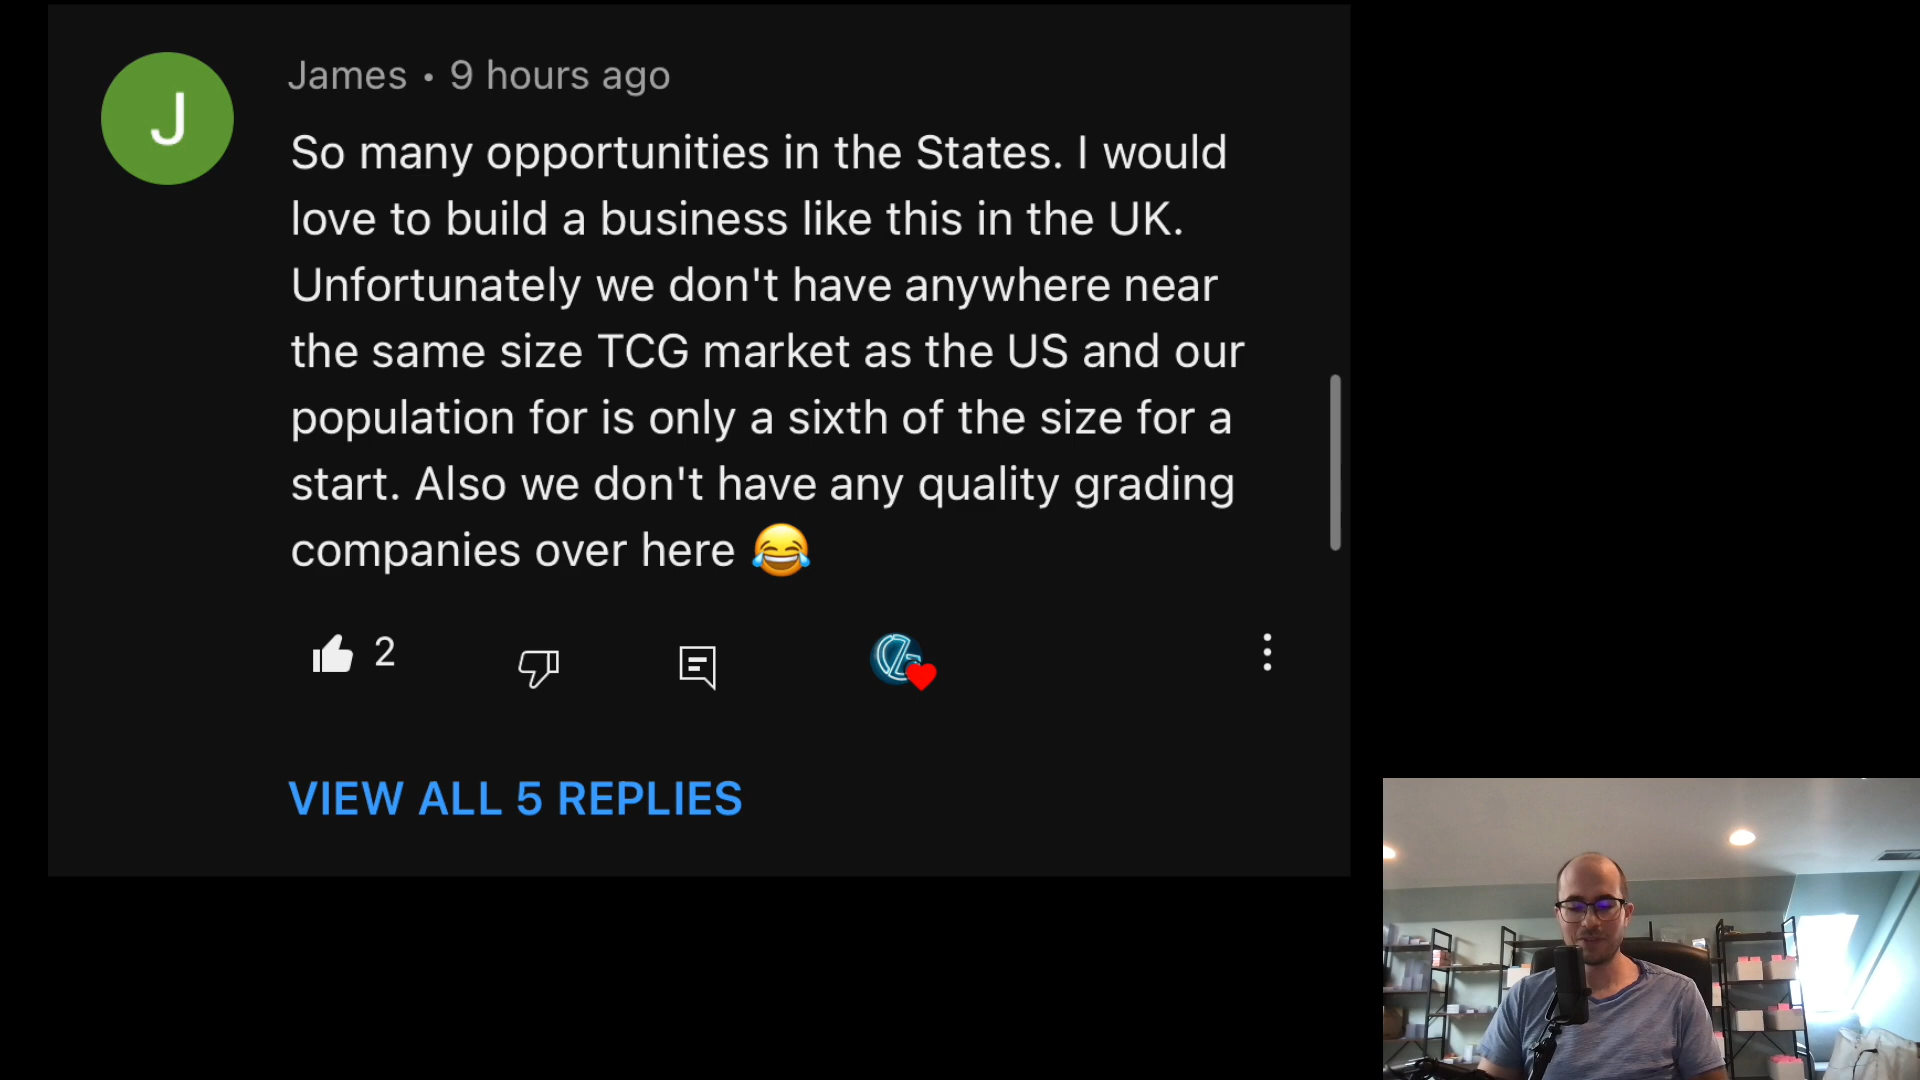 J
James • 9 hours ago
So many opportunities in the States. I would
love to build a business like this in the UK.
Unfortunately we don't have anywhere near
the same size TCG market as the US and our
population for is only a sixth of the size for a
start. Also we don't have any quality grading
companies over here 😂
2
VIEW ALL 5 REPLIES